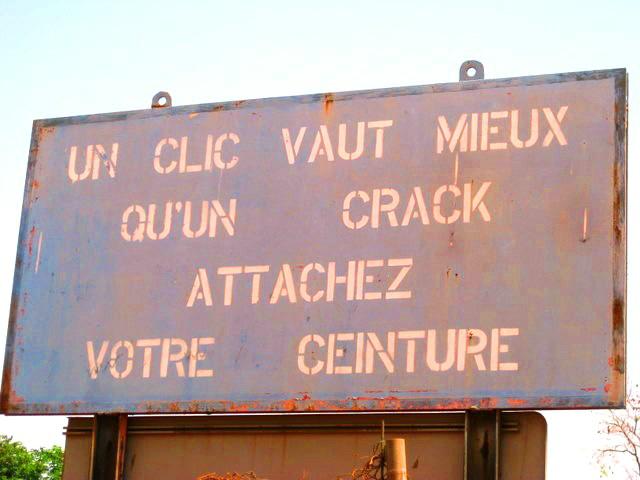 UN CLIC VAUT MIEUX
QU'UN CRACK
ATTACHEZ
VOTRE CEINTURE